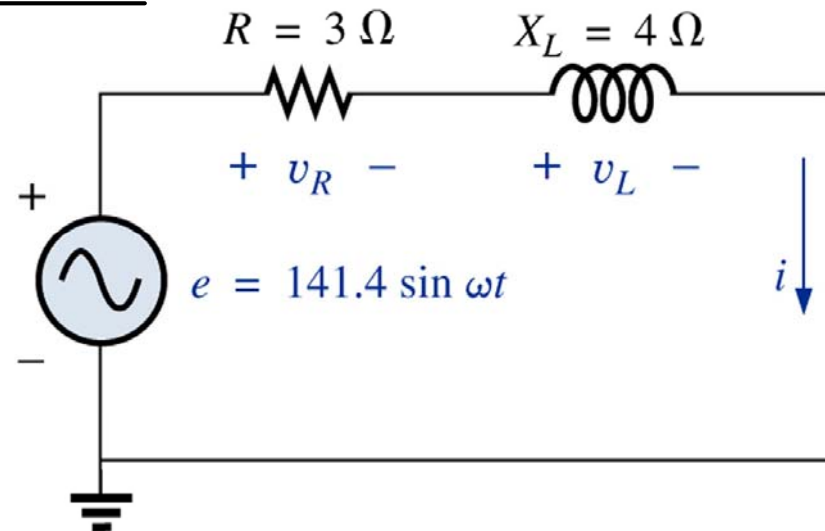 R = 3 Ω
X_L = 4 Ω
+ v_R −
+ v_L −
+
e = 141.4 sin ωt
i
−